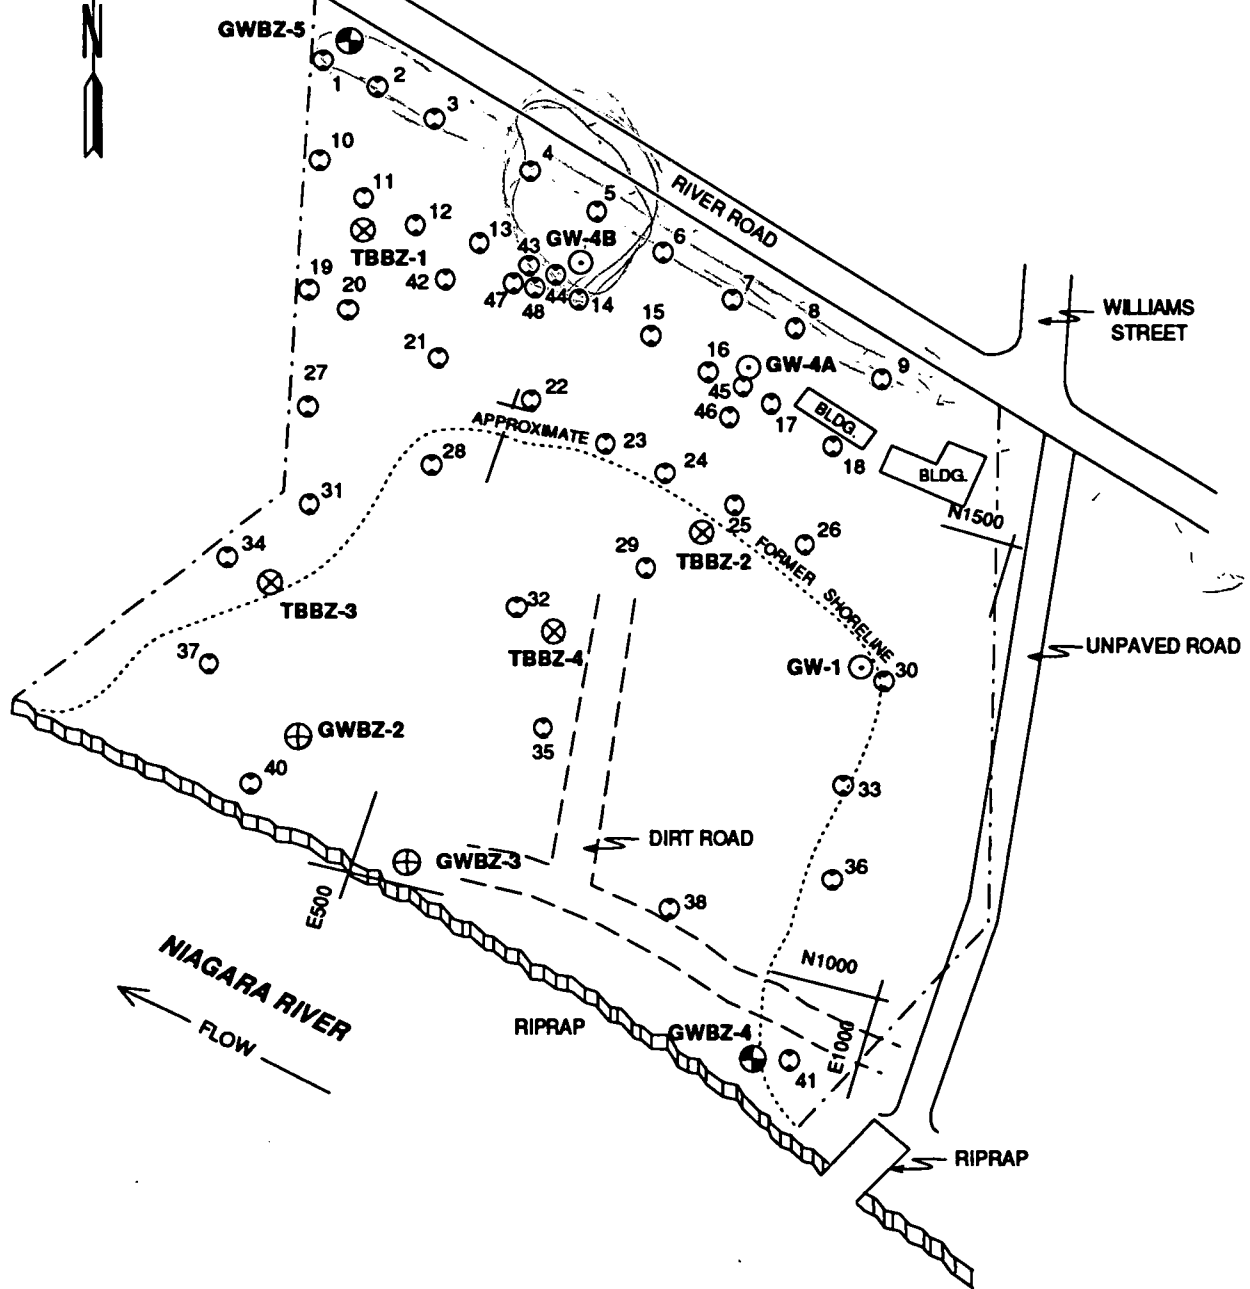 N
GWBZ-5
1
2
3
10
4
11
5
RIVER ROAD
12
13
GW-4B
6
TBBZ-1
43
19
20
42
47
48
44
14
7
8
15
WILLIAMS
STREET
21
16
GW-4A
9
45
27
22
46
17
BLDG.
APPROXIMATE
23
18
28
24
BLDG.
31
25
N1500
26
34
29
TBBZ-2
FORMER SHORELINE
TBBZ-3
32
37
TBBZ-4
GW-1
30
UNPAVED ROAD
GWBZ-2
35
40
33
DIRT ROAD
GWBZ-3
36
E500
38
NIAGARA RIVER
N1000
FLOW
RIPRAP
GWBZ-4
E1000
41
RIPRAP